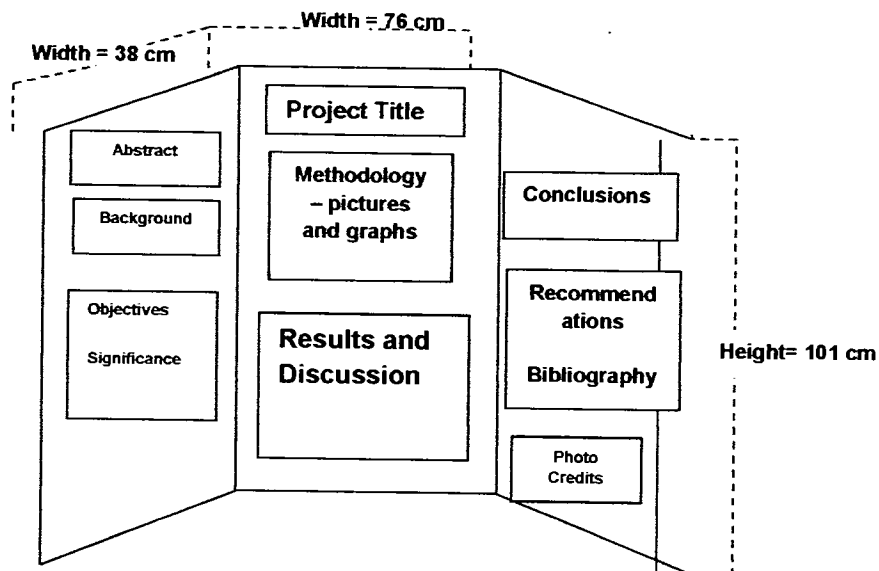 Width = 76 cm
Width = 38 cm
Abstract
Background
Objectives
Significance
Project Title
Methodology
– pictures
and graphs
Results and
Discussion
Conclusions
Recommend
ations
Bibliography
Photo
Credits
Height= 101 cm